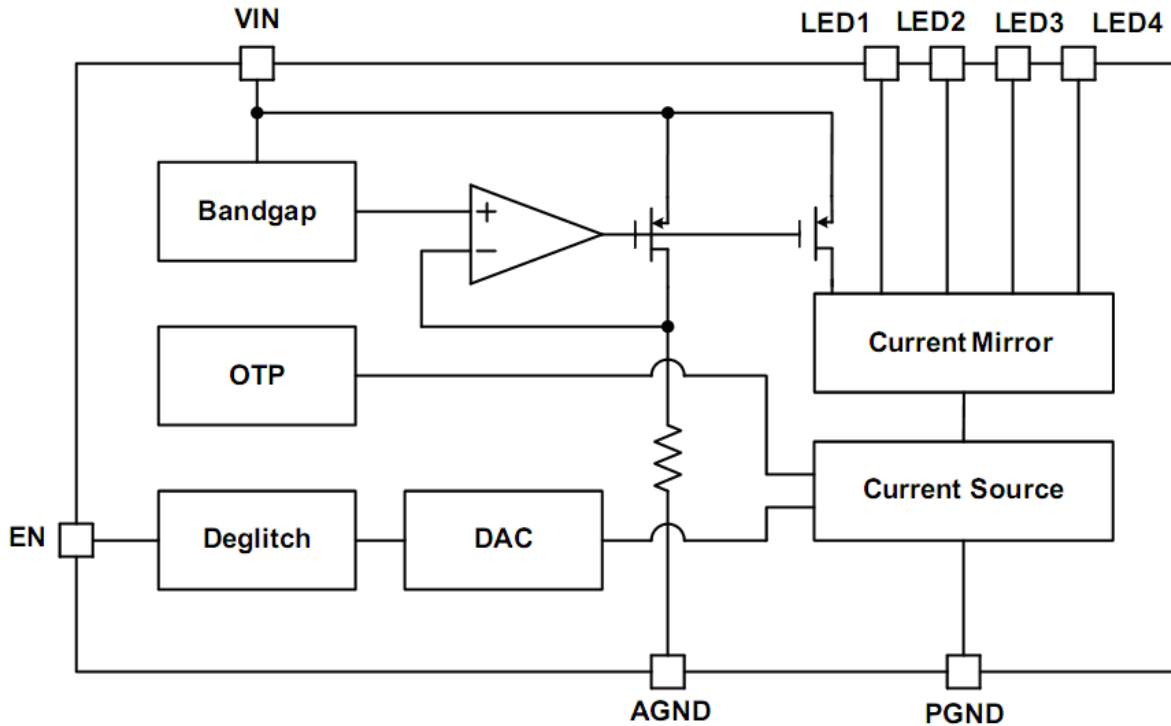 VIN
LED1
LED2
LED3
LED4
Bandgap
+
−
OTP
Current Mirror
Current Source
EN
Deglitch
DAC
AGND
PGND